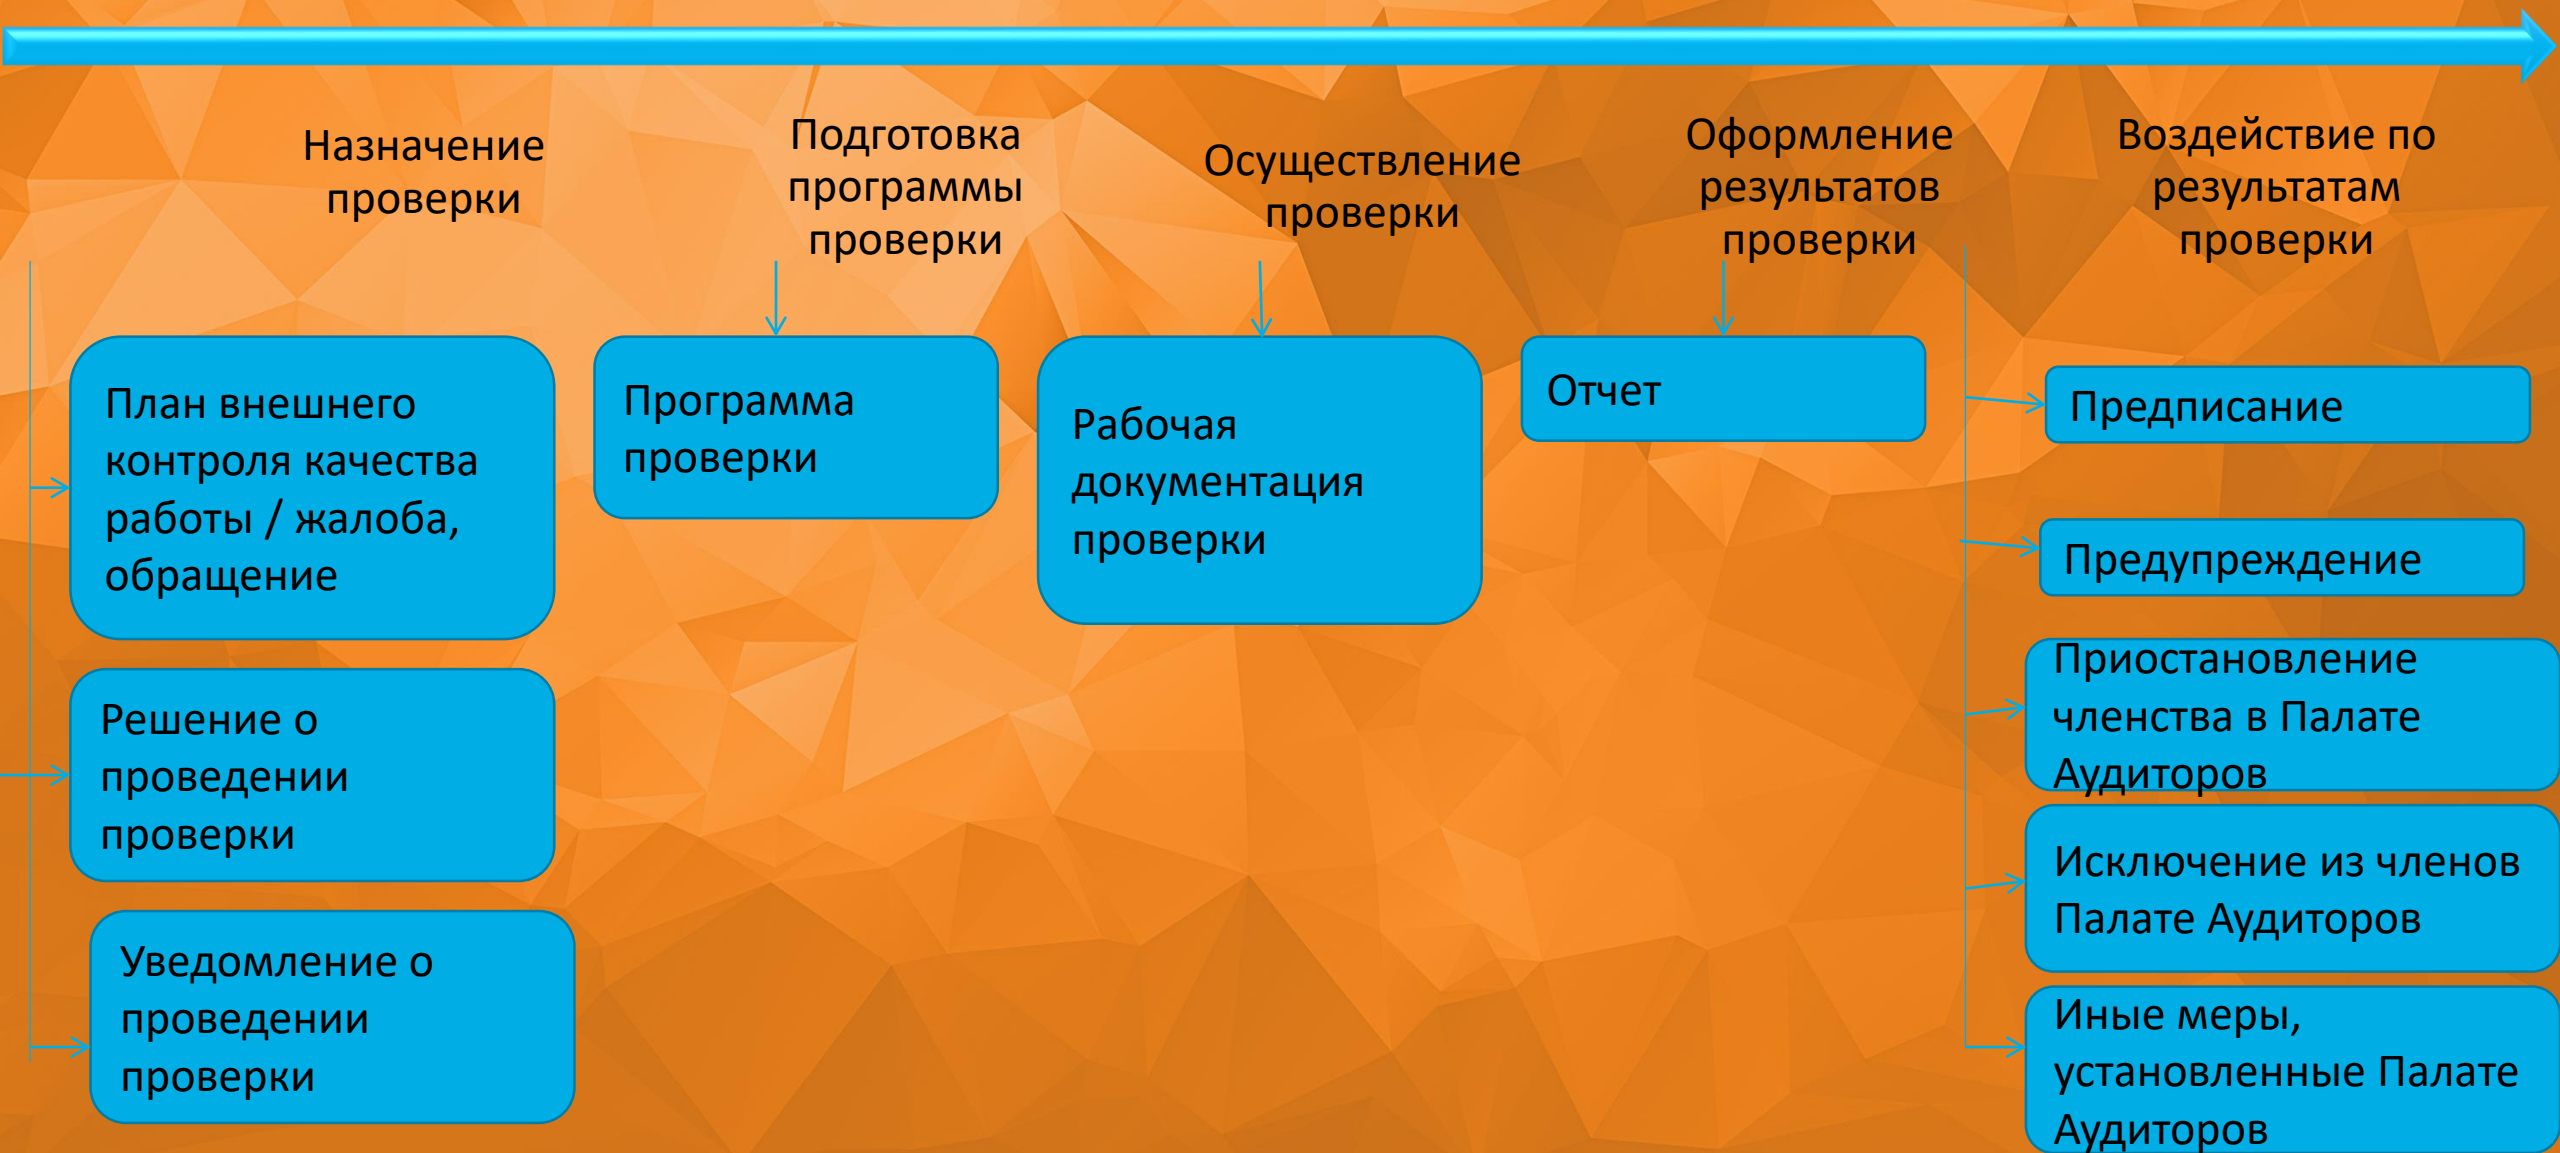 Назначение
проверки
Подготовка
программы
проверки
Осуществление
проверки
Оформление
результатов
проверки
Воздействие по
результатам
проверки
План внешнего
контроля качества
работы / жалоба,
обращение
Решение о
проведении
проверки
Уведомление о
проведении
проверки
Программа
проверки
Рабочая
документация
проверки
Отчет
Предписание
Предупреждение
Приостановление
членства в Палате
Аудиторов
Исключение из членов
Палате Аудиторов
Иные меры,
установленные Палате
Аудиторов